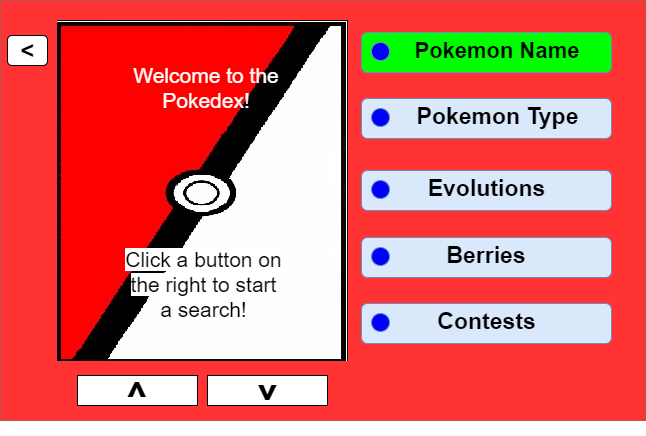 <
Welcome to the
Pokedex!
Click a button on
the right to start
a search!
Pokemon Name
Pokemon Type
Evolutions
Berries
Contests
ʌ
v